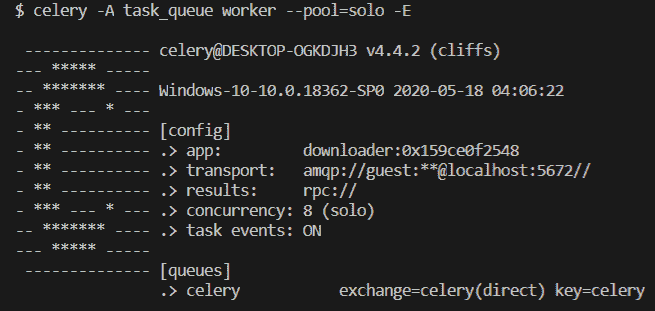 $ celery -A task_queue worker --pool=solo -E
 -------------- celery@DESKTOP-OGKDJH3 v4.4.2 (cliffs)
--- ***** -----
-- ******* ---- Windows-10-10.0.18362-SP0 2020-05-18 04:06:22
- *** --- * ---
- ** ---------- [config]
- ** ---------- .> app:         downloader:0x159ce0f2548
- ** ---------- .> transport:   amqp://guest:**@localhost:5672//
- ** ---------- .> results:     rpc://
- *** --- * --- .> concurrency: 8 (solo)
-- ******* ---- .> task events: ON
--- ***** -----
 -------------- [queues]
                .> celery           exchange=celery(direct) key=celery